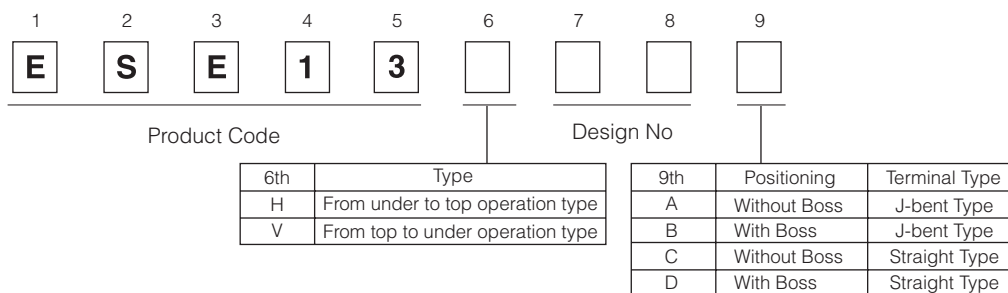 1 2 3 4 5 6 7 8 9
E S E 1 3
Product Code Design No
6th Type
H From under to top operation type
V From top to under operation type
9th Positioning Terminal Type
A Without Boss J-bent Type
B With Boss J-bent Type
C Without Boss Straight Type
D With Boss Straight Type